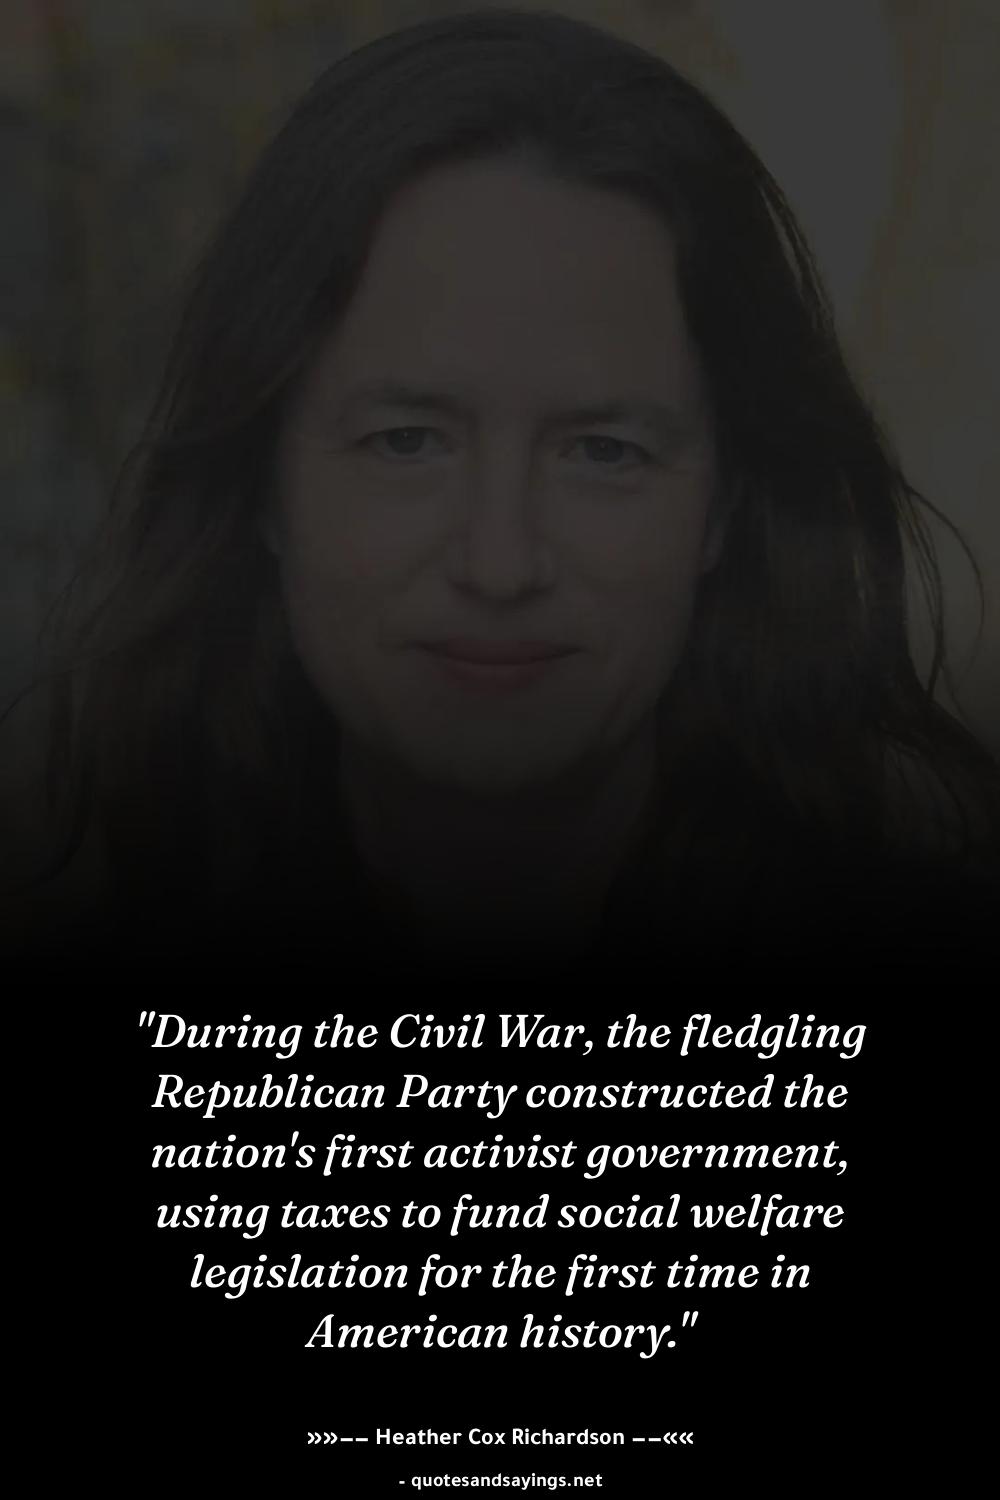 "During the Civil War, the fledgling
Republican Party constructed the
nation's first activist government,
using taxes to fund social welfare
legislation for the first time in
American history."
»»–– Heather Cox Richardson ––««
- quotesandsayings.net